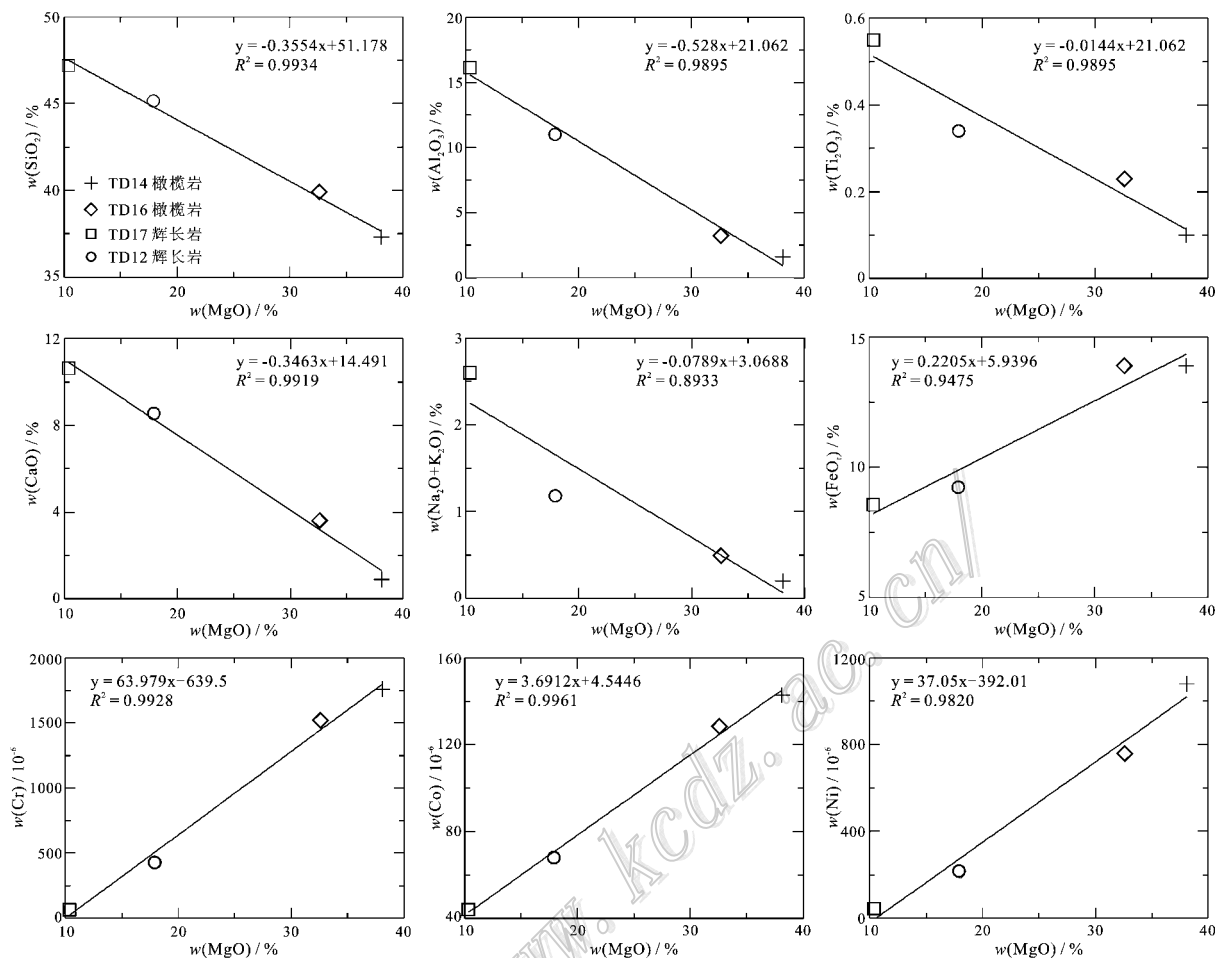 y = -0.3554x+51.178
R² = 0.9934
50
45
40
35
w(SiO₂) / %
TD14 橄榄岩
TD16 橄榄岩
TD17 辉长岩
TD12 辉长岩
10 20 30 40
w(MgO) / %
y = -0.528x+21.062
R² = 0.9895
20
15
10
5
0
w(Al₂O₃) / %
10 20 30 40
w(MgO) / %
y = -0.0144x+21.062
R² = 0.9895
0.6
0.4
0.2
0
w(Ti₂O₃) / %
10 20 30 40
w(MgO) / %
y = -0.3463x+14.491
R² = 0.9919
12
8
4
0
w(CaO) / %
10 20 30 40
w(MgO) / %
y = -0.0789x+3.0688
R² = 0.8933
3
2
1
0
w(Na₂O+K₂O) / %
10 20 30 40
w(MgO) / %
y = 0.2205x+5.9396
R² = 0.9475
15
10
5
w(FeOₜ) / %
10 20 30 40
w(MgO) / %
y = 63.979x−639.5
R² = 0.9928
2000
1500
1000
500
0
w(Cr) / 10⁻⁶
10 20 30 40
w(MgO) / %
y = 3.6912x+4.5446
R² = 0.9961
160
120
80
40
w(Co) / 10⁻⁶
10 20 30 40
w(MgO) / %
y = 37.05x−392.01
R² = 0.9820
1200
800
400
0
w(Ni) / 10⁻⁶
10 20 30 40
w(MgO) / %
www.kcdz.ac.cn/